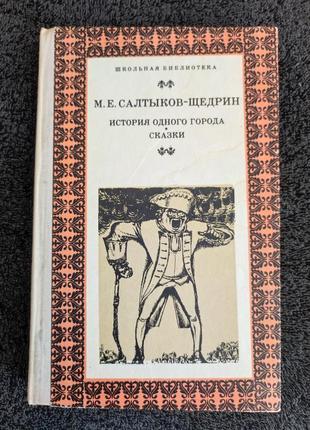 ШКОЛЬНАЯ БИБЛИОТЕКА
М. Е. САЛТЫКОВ-ЩЕДРИН
ИСТОРИЯ ОДНОГО ГОРОДА
СКАЗКИ